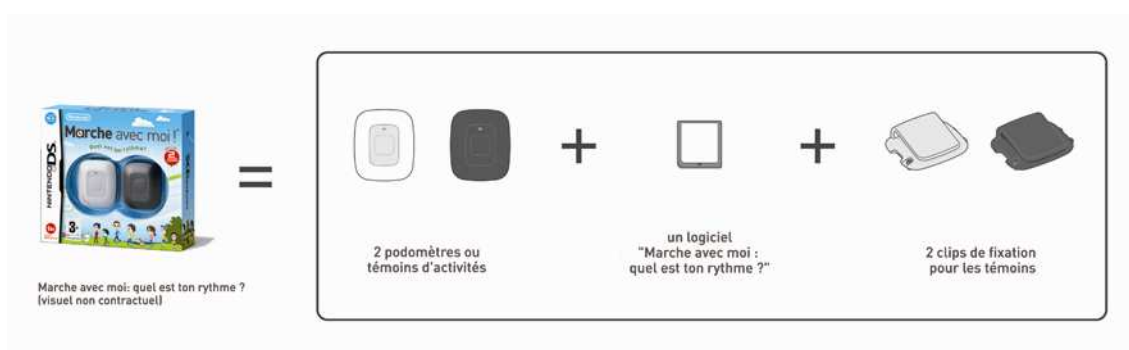 Nintendo
Marche avec moi !
Quel est ton rythme ?
NINTENDO DS
3+
=
+
+
2 podomètres ou
témoins d'activités
un logiciel
"Marche avec moi :
quel est ton rythme ?"
2 clips de fixation
pour les témoins
Marche avec moi: quel est ton rythme ?
(visuel non contractuel)